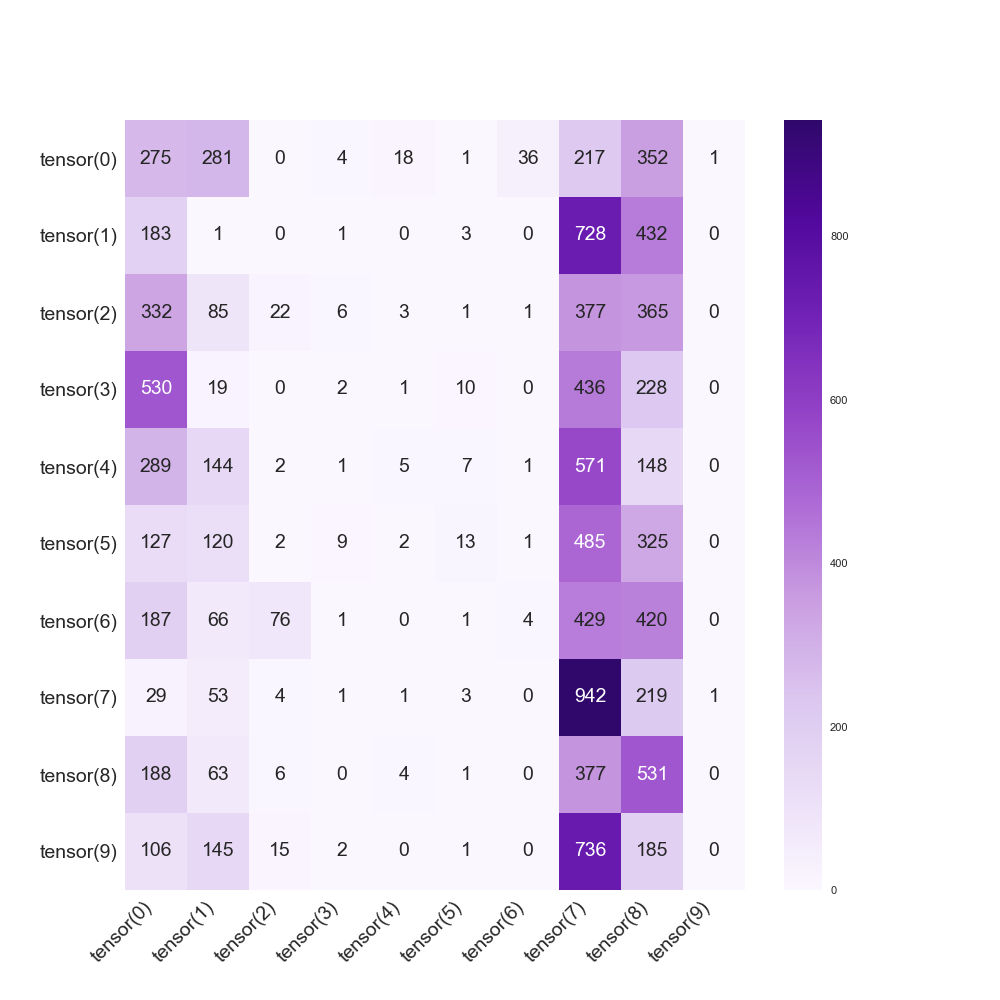 tensor(0) 275 281 0 4 18 1 36 217 352 1
tensor(1) 183 1 0 1 0 3 0 728 432 0
800
tensor(2) 332 85 22 6 3 1 1 377 365 0
tensor(3) 530 19 0 2 1 10 0 436 228 0
600
tensor(4) 289 144 2 1 5 7 1 571 148 0
tensor(5) 127 120 2 9 2 13 1 485 325 0
400
tensor(6) 187 66 76 1 0 1 4 429 420 0
tensor(7) 29 53 4 1 1 3 0 942 219 1
200
tensor(8) 188 63 6 0 4 1 0 377 531 0
tensor(9) 106 145 15 2 0 1 0 736 185 0
0
tensor(0) tensor(1) tensor(2) tensor(3) tensor(4) tensor(5) tensor(6) tensor(7) tensor(8) tensor(9)